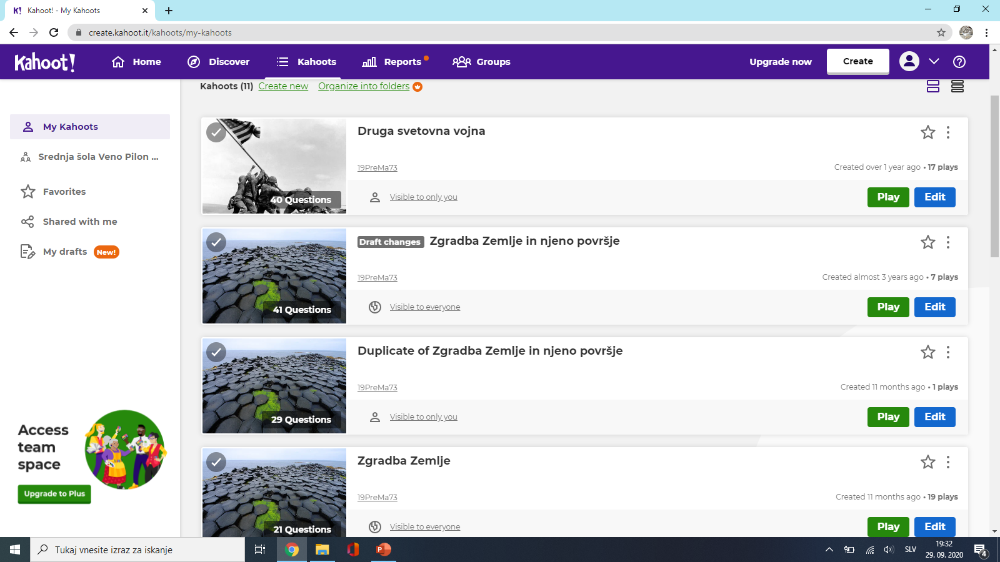 Kahoot! - My Kahoots
create.kahoot.it/kahoots/my-kahoots
Kahoot! Home Discover Kahoots Reports Groups Upgrade now Create
Kahoots (11) Create new Organize into folders
My Kahoots
Srednja šola Veno Pilon ...
Favorites
Shared with me
My drafts New!
Access
team
space
Upgrade to Plus
Druga svetovna vojna
19PreMa73 Created over 1 year ago • 17 plays
40 Questions Visible to only you Play Edit
Draft changes Zgradba Zemlje in njeno površje
19PreMa73 Created almost 3 years ago • 7 plays
41 Questions Visible to everyone Play Edit
Duplicate of Zgradba Zemlje in njeno površje
19PreMa73 Created 11 months ago • 1 plays
29 Questions Visible to only you Play Edit
Zgradba Zemlje
19PreMa73 Created 11 months ago • 19 plays
21 Questions Visible to everyone Play Edit
Tukaj vnesite izraz za iskanje
SLV
19:32
29. 09. 2020
4